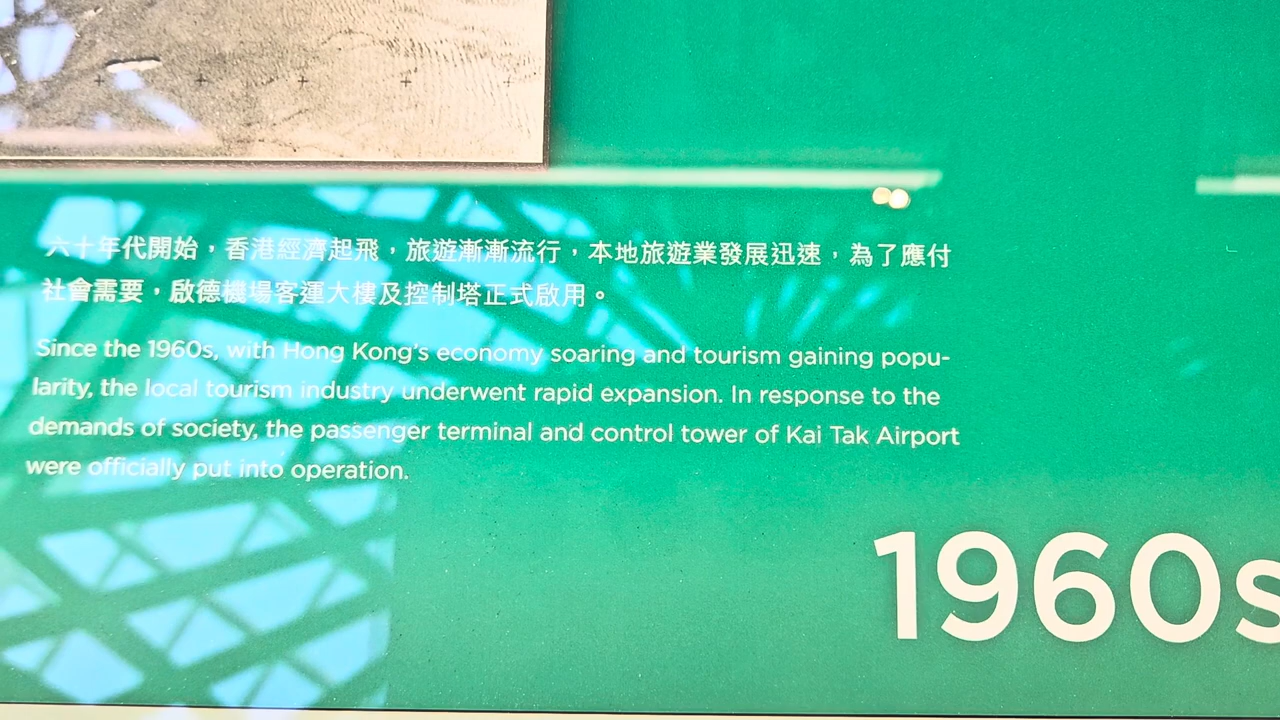 六十年代開始，香港經濟起飛，旅遊漸漸流行，本地旅遊業發展迅速，為了應付
社會需要，啟德機場客運大樓及控制塔正式啟用。
Since the 1960s, with Hong Kong's economy soaring and tourism gaining popu-
larity, the local tourism industry underwent rapid expansion. In response to the
demands of society, the passenger terminal and control tower of Kai Tak Airport
were officially put into operation.
1960s